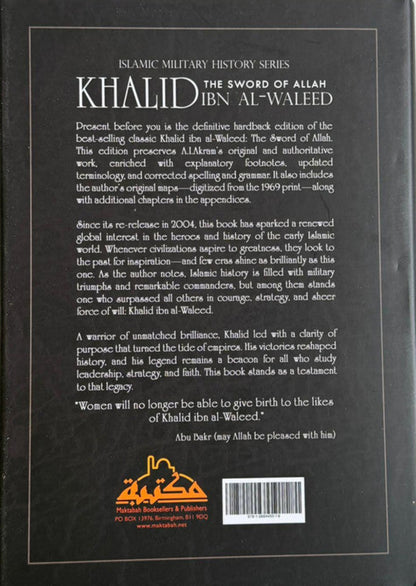 ISLAMIC MILITARY HISTORY SERIES
KHALID THE SWORD OF ALLAH
IBN AL-WALEED
Present before you is the definitive hardback edition of the
best-selling classic Khalid ibn al-Waleed: The Sword of Allah.
This edition preserves A.I.Akram's original and authoritative
work, enriched with explanatory footnotes, updated
terminology, and corrected spelling and grammar. It also includes
the author's original maps—digitized from the 1969 print—along
with additional chapters in the appendices.
Since its re-release in 2004, this book has sparked a renewed
global interest in the heroes and history of the early Islamic
world. Whenever civilizations aspire to greatness, they look to
the past for inspiration—and few eras shine as brilliantly as this
one. As the author notes, Islamic history is filled with military
triumphs and remarkable commanders, but among them stands
one who surpassed all others in courage, strategy, and sheer
force of will: Khalid ibn al-Waleed.
A warrior of unmatched brilliance, Khalid led with a clarity of
purpose that turned the tide of empires. His victories reshaped
history, and his legend remains a beacon for all who study
leadership, strategy, and faith. This book stands as a testament
to that legacy.
"Women will no longer be able to give birth to the likes
of Khalid ibn al-Waleed."
Abu Bakr (may Allah be pleased with him)
مكتبة
Maktabah Booksellers & Publishers
PO BOX 13976, Birmingham, B11 9DQ
www.maktabah.net